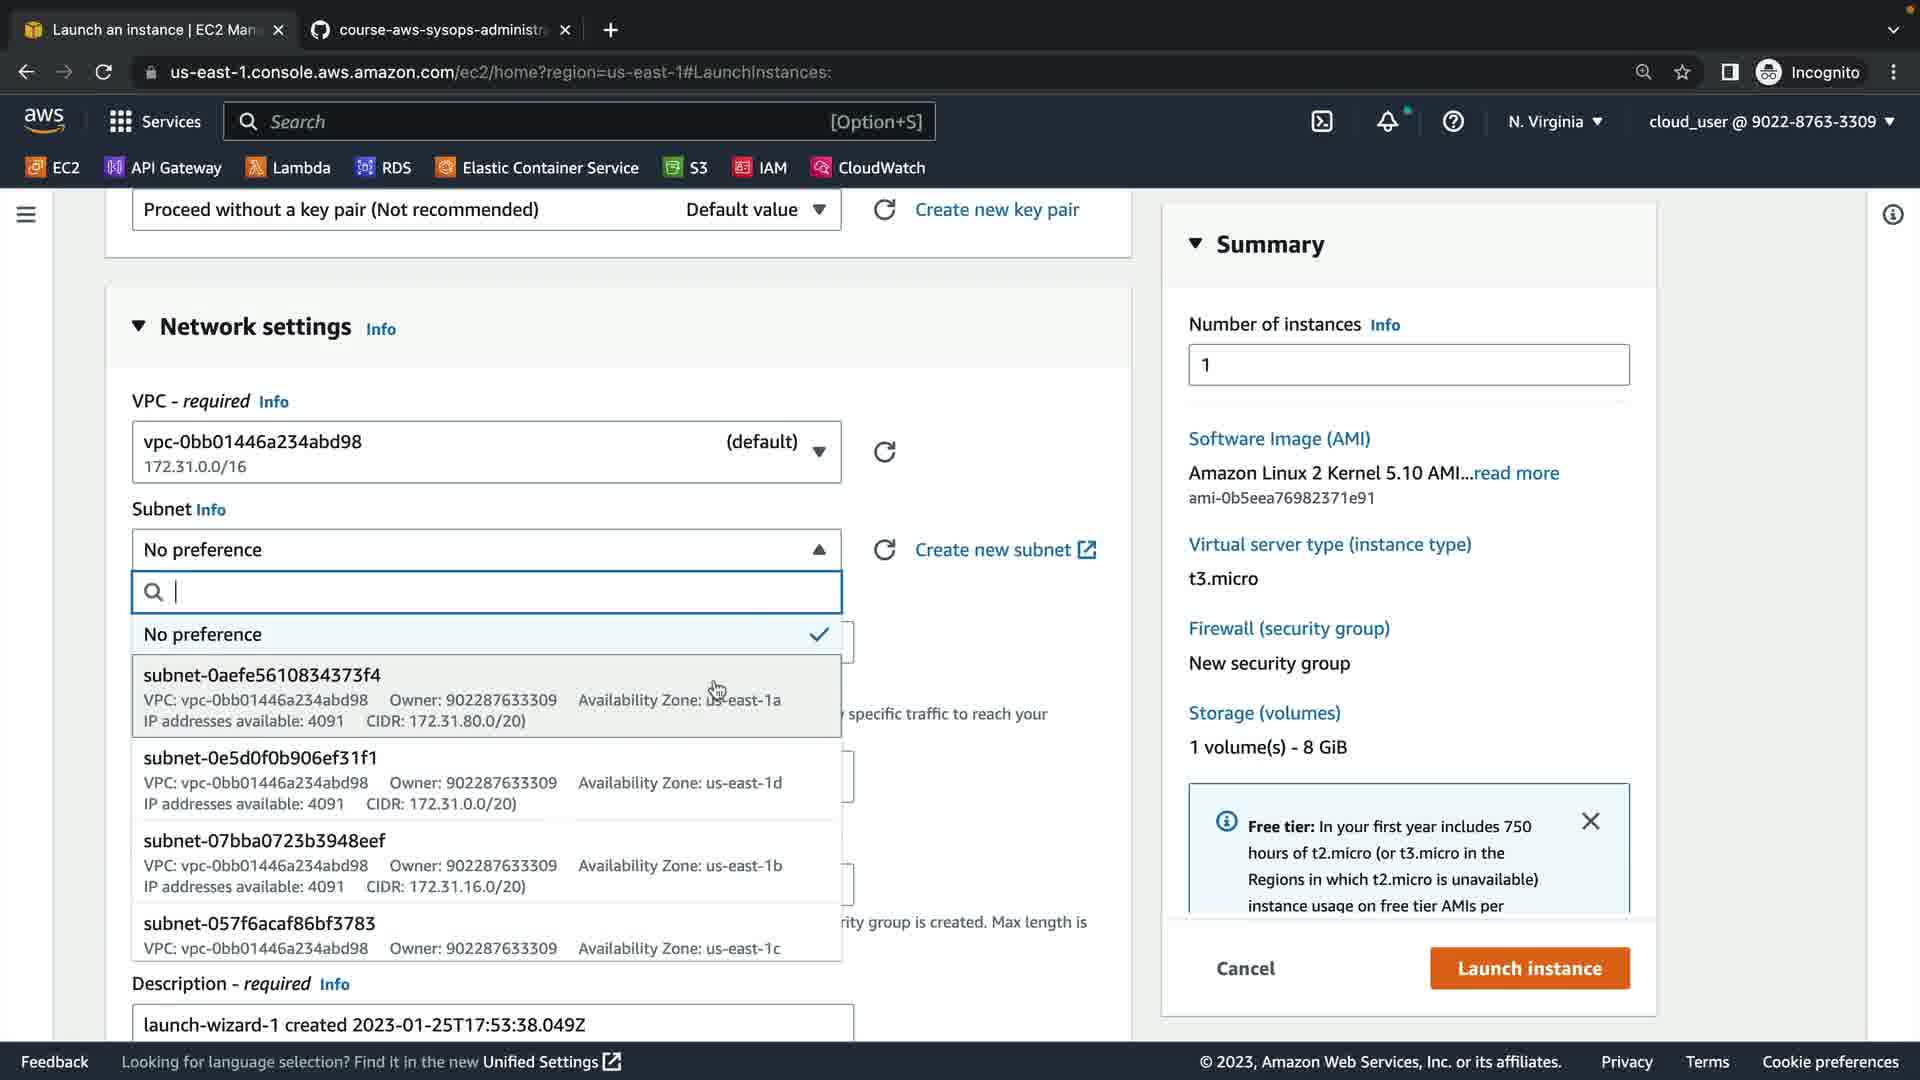 Launch an instance | EC2 Man
course-aws-sysops-administra
us-east-1.console.aws.amazon.com/ec2/home?region=us-east-1#LaunchInstances:
Incognito
aws
Services
Search
[Option+S]
N. Virginia
cloud_user @ 9022-8763-3309
EC2
API Gateway
Lambda
RDS
Elastic Container Service
S3
IAM
CloudWatch
Proceed without a key pair (Not recommended)
Default value
Create new key pair
Network settings Info
VPC - required Info
vpc-0bb01446a234abd98
(default)
172.31.0.0/16
Subnet Info
No preference
Create new subnet
No preference
subnet-0aefe5610834373f4
VPC: vpc-0bb01446a234abd98 Owner: 902287633309 Availability Zone: us-east-1a
IP addresses available: 4091 CIDR: 172.31.80.0/20)
specific traffic to reach your
subnet-0e5d0f0b906ef31f1
VPC: vpc-0bb01446a234abd98 Owner: 902287633309 Availability Zone: us-east-1d
IP addresses available: 4091 CIDR: 172.31.0.0/20)
subnet-07bba0723b3948eef
VPC: vpc-0bb01446a234abd98 Owner: 902287633309 Availability Zone: us-east-1b
IP addresses available: 4091 CIDR: 172.31.16.0/20)
subnet-057f6acaf86bf3783
rity group is created. Max length is
VPC: vpc-0bb01446a234abd98 Owner: 902287633309 Availability Zone: us-east-1c
Description - required Info
launch-wizard-1 created 2023-01-25T17:53:38.049Z
Summary
Number of instances Info
1
Software Image (AMI)
Amazon Linux 2 Kernel 5.10 AMI...read more
ami-0b5eea76982371e91
Virtual server type (instance type)
t3.micro
Firewall (security group)
New security group
Storage (volumes)
1 volume(s) - 8 GiB
Free tier: In your first year includes 750
hours of t2.micro (or t3.micro in the
Regions in which t2.micro is unavailable)
instance usage on free tier AMIs per
Cancel
Launch instance
Feedback
Looking for language selection? Find it in the new Unified Settings
© 2023, Amazon Web Services, Inc. or its affiliates.
Privacy
Terms
Cookie preferences